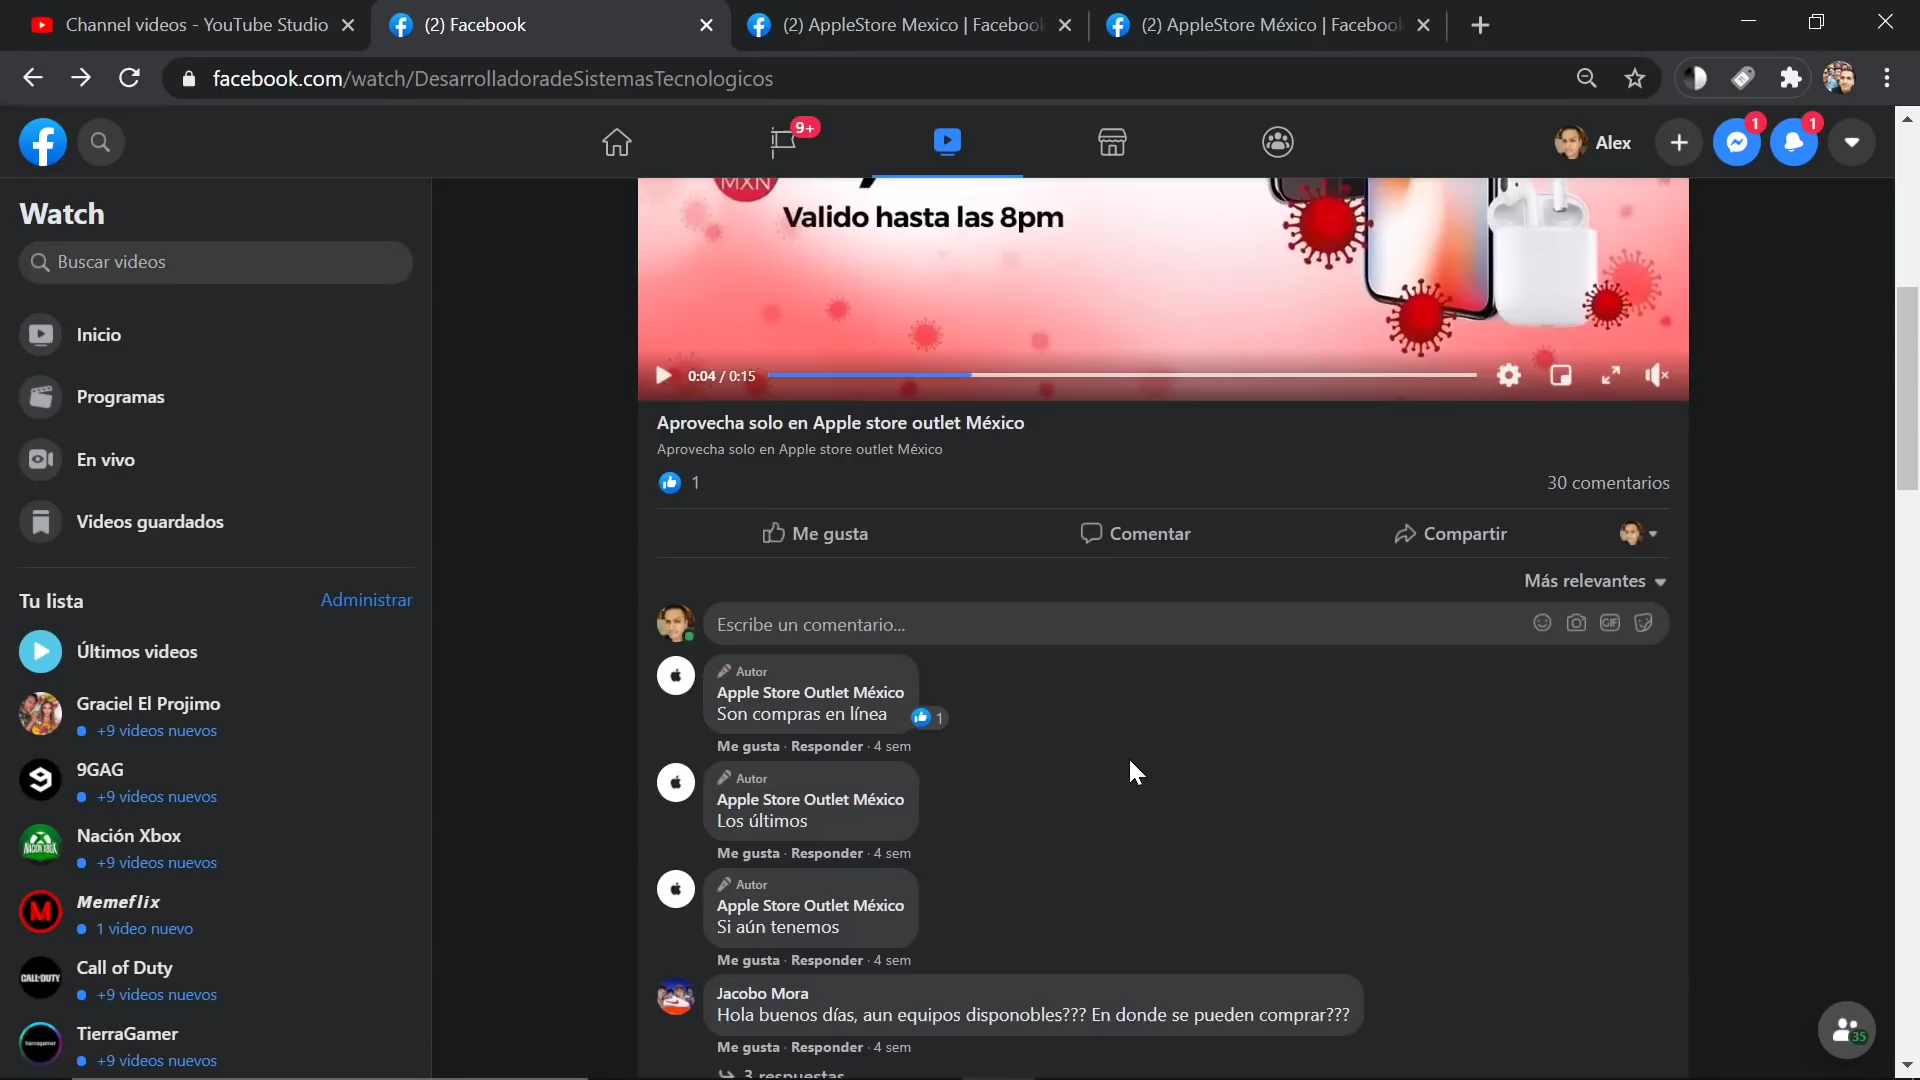 Channel videos - YouTube Studio
(2) Facebook
(2) AppleStore Mexico | Facebook
(2) AppleStore México | Facebook
facebook.com/watch/DesarrolladoradeSistemasTecnologicos
9+
Alex
1
1
Watch
Buscar videos
Inicio
Programas
En vivo
Videos guardados
Tu lista
Administrar
Últimos videos
Graciel El Projimo
+9 videos nuevos
9GAG
+9 videos nuevos
Nación Xbox
+9 videos nuevos
Memeflix
1 video nuevo
CALL·DUTY
Call of Duty
+9 videos nuevos
TierraGamer
+9 videos nuevos
MXN
Valido hasta las 8pm
0:04 / 0:15
Aprovecha solo en Apple store outlet México
Aprovecha solo en Apple store outlet México
1
30 comentarios
Me gusta
Comentar
Compartir
Más relevantes
Escribe un comentario...
GIF
Autor
Apple Store Outlet México
Son compras en línea
1
Me gusta · Responder · 4 sem
Autor
Apple Store Outlet México
Los últimos
Me gusta · Responder · 4 sem
Autor
Apple Store Outlet México
Si aún tenemos
Me gusta · Responder · 4 sem
Jacobo Mora
Hola buenos días, aun equipos disponobles??? En donde se pueden comprar???
Me gusta · Responder · 4 sem
3 respuestas
35